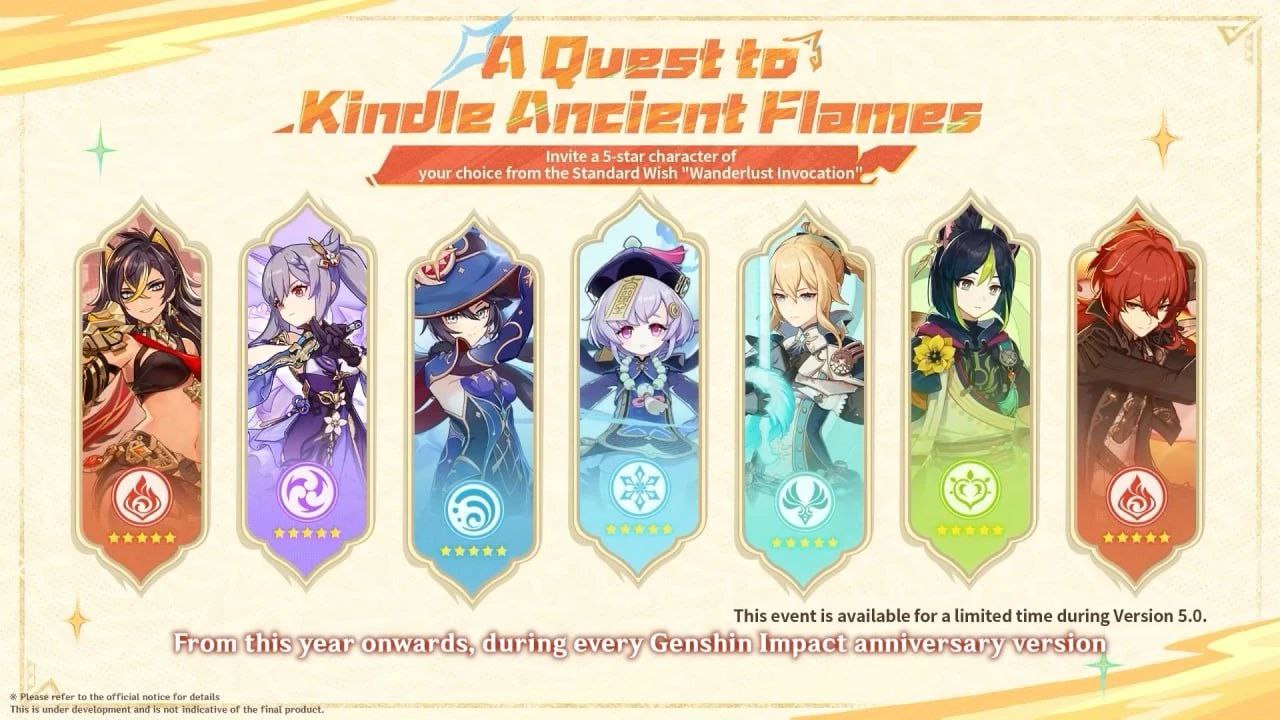 A Quest to
Kindle Ancient Flames
Invite a 5-star character of
your choice from the Standard Wish "Wanderlust Invocation"
This event is available for a limited time during Version 5.0.
From this year onwards, during every Genshin Impact anniversary version
※ Please refer to the official notice for details
This is under development and is not indicative of the final product.